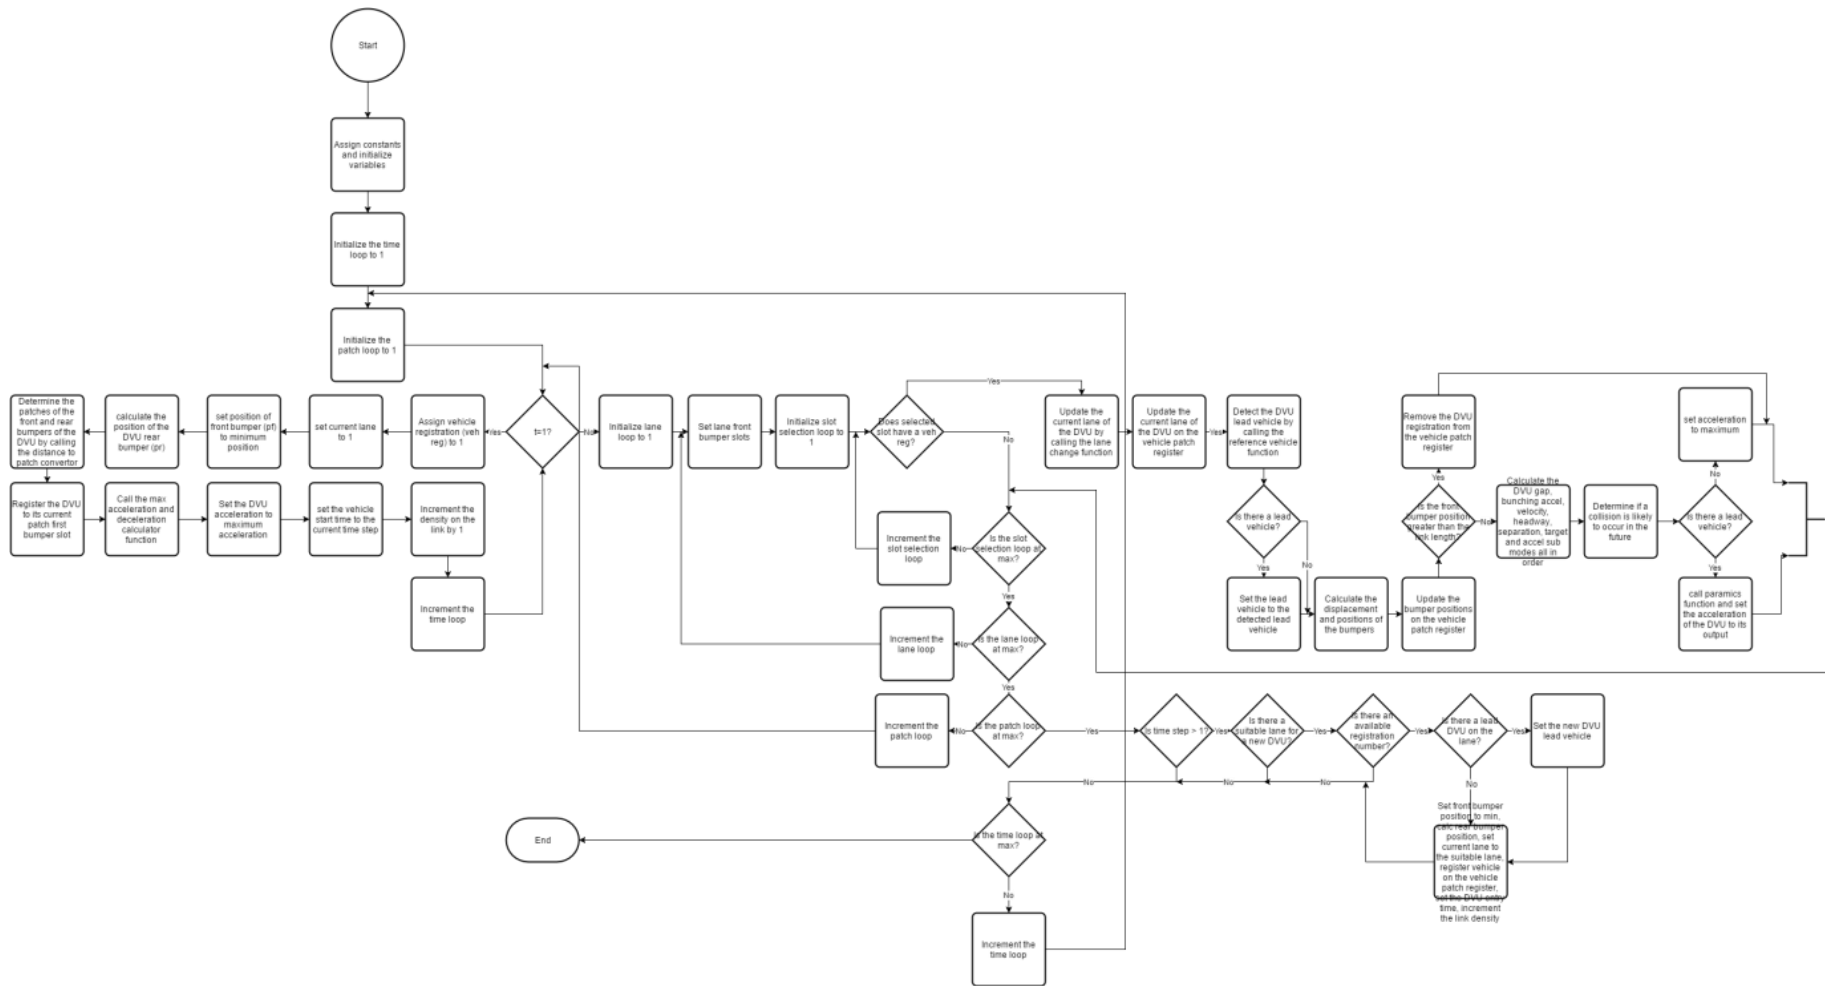 Start
Assign constants
and initialize
variables
Initialize the time
loop to 1
Initialize the
patch loop to 1
Determine the
patches of the
front and rear
bumpers of the
DVU by calling
the distance to
patch convertor
calculate the
position of the
DVU rear
bumper (pr)
set position of
front bumper (pf)
to minimum
position
set current lane
to 1
Assign vehicle
registration (veh
reg) to 1
Yes
t=1?
No
Initialize lane
loop to 1
Set lane front
bumper slots
Initialize slot
selection loop to
1
Does selected
slot have a veh
reg?
Yes
No
Update the
current lane of
the DVU by
calling the lane
change function
Update the
current lane of
the DVU on the
vehicle patch
register
Yes
Detect the DVU
lead vehicle by
calling the
reference vehicle
function
Remove the DVU
registration from
the vehicle patch
register
set acceleration
to maximum
Register the DVU
to its current
patch first
bumper slot
Call the max
acceleration and
deceleration
calculator
function
Set the DVU
acceleration to
maximum
acceleration
set the vehicle
start time to the
current time step
Increment the
density on the
link by 1
Increment the
time loop
Increment the
slot selection
loop
No
Is the slot
selection loop at
max?
Yes
Is there a lead
vehicle?
Yes
No
Yes
Is the front
bumper position
greater than the
link length?
No
Calculate the
DVU gap,
bunching accel,
velocity,
headway,
separation, target
and accel sub
modes all in
order
Determine if a
collision is likely
to occur in the
future
No
Is there a lead
vehicle?
Yes
Set the lead
vehicle to the
detected lead
vehicle
Calculate the
displacement
and positions of
the bumpers
Update the
bumper positions
on the vehicle
patch register
call paramics
function and set
the acceleration
of the DVU to its
output
Increment the
lane loop
No
Is the lane loop
at max?
Yes
Increment the
patch loop
No
Is the patch loop
at max?
Yes
Is time step > 1?
Yes
Is there a
suitable lane for
a new DVU?
Yes
Is there an
available
registration
number?
Yes
Is there a lead
DVU on the
lane?
Yes
Set the new DVU
lead vehicle
No
No
No
No
Set front bumper
position to min,
calc rear bumper
position, set
current lane to
the suitable lane,
register vehicle
on the vehicle
patch register,
set the DVU entry
time, increment
the link density
End
Is the time loop at
max?
No
Increment the
time loop